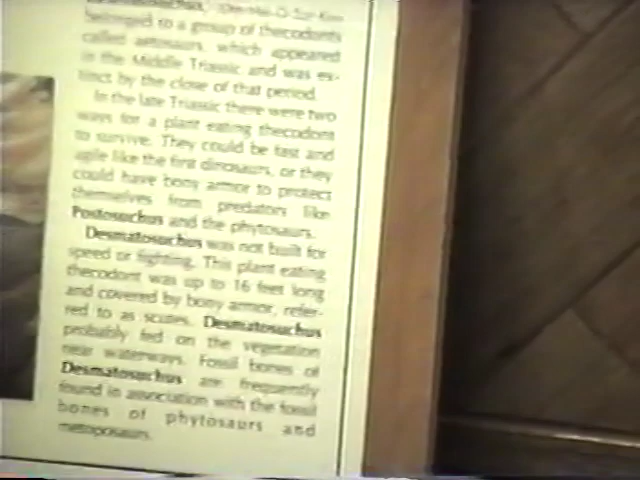 belonged to a group of thecodonts
called aetosaurs, which appeared
in the Middle Triassic and was ex-
tinct by the close of that period.
In the late Triassic there were two
ways for a plant eating thecodont
to survive. They could be fast and
agile like the first dinosaurs, or they
could have bony armor to protect
themselves from predators like
Postosuchus and the phytosaurs.
Desmatosuchus was not built for
speed or fighting. This plant eating
thecodont was up to 16 feet long
and covered by bony armor, refer-
red to as scutes. Desmatosuchus
probably fed on the vegetation
near waterways. Fossil bones of
Desmatosuchus are frequently
found in association with the fossil
bones of phytosaurs and
metoposaurs.